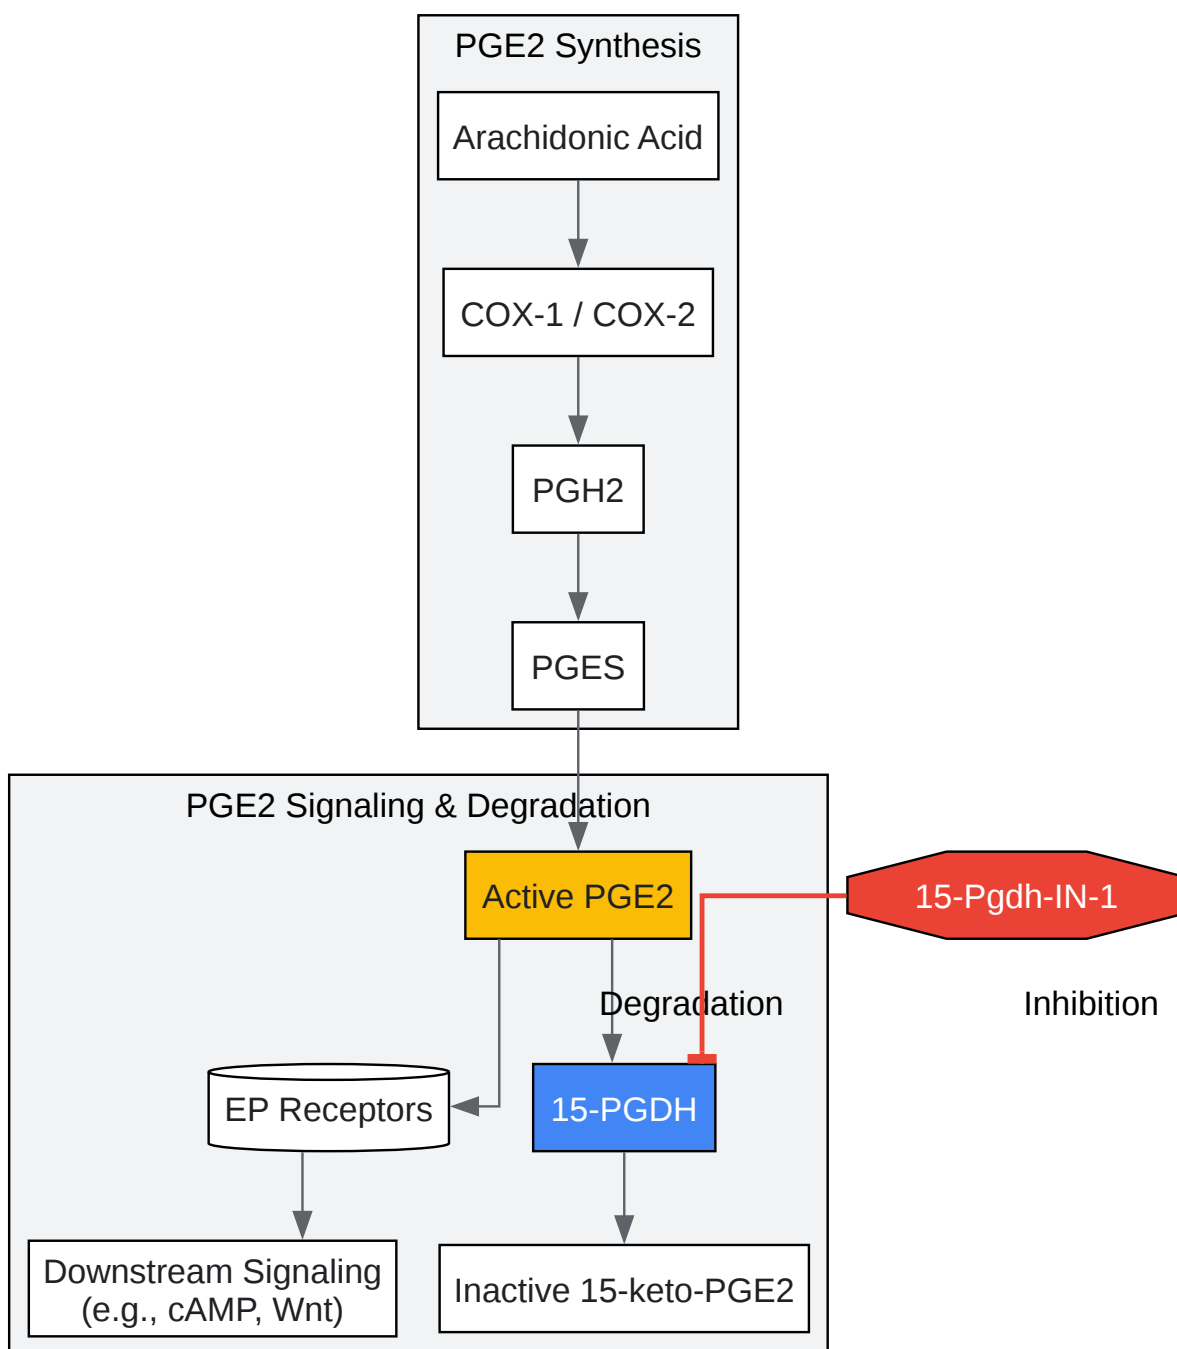 PGE2 Synthesis
Arachidonic Acid
COX-1 / COX-2
PGH2
PGES
PGE2 Signaling & Degradation
Active PGE2
15-Pgdh-IN-1
Degradation
Inhibition
EP Receptors
15-PGDH
Downstream Signaling
(e.g., cAMP, Wnt)
Inactive 15-keto-PGE2